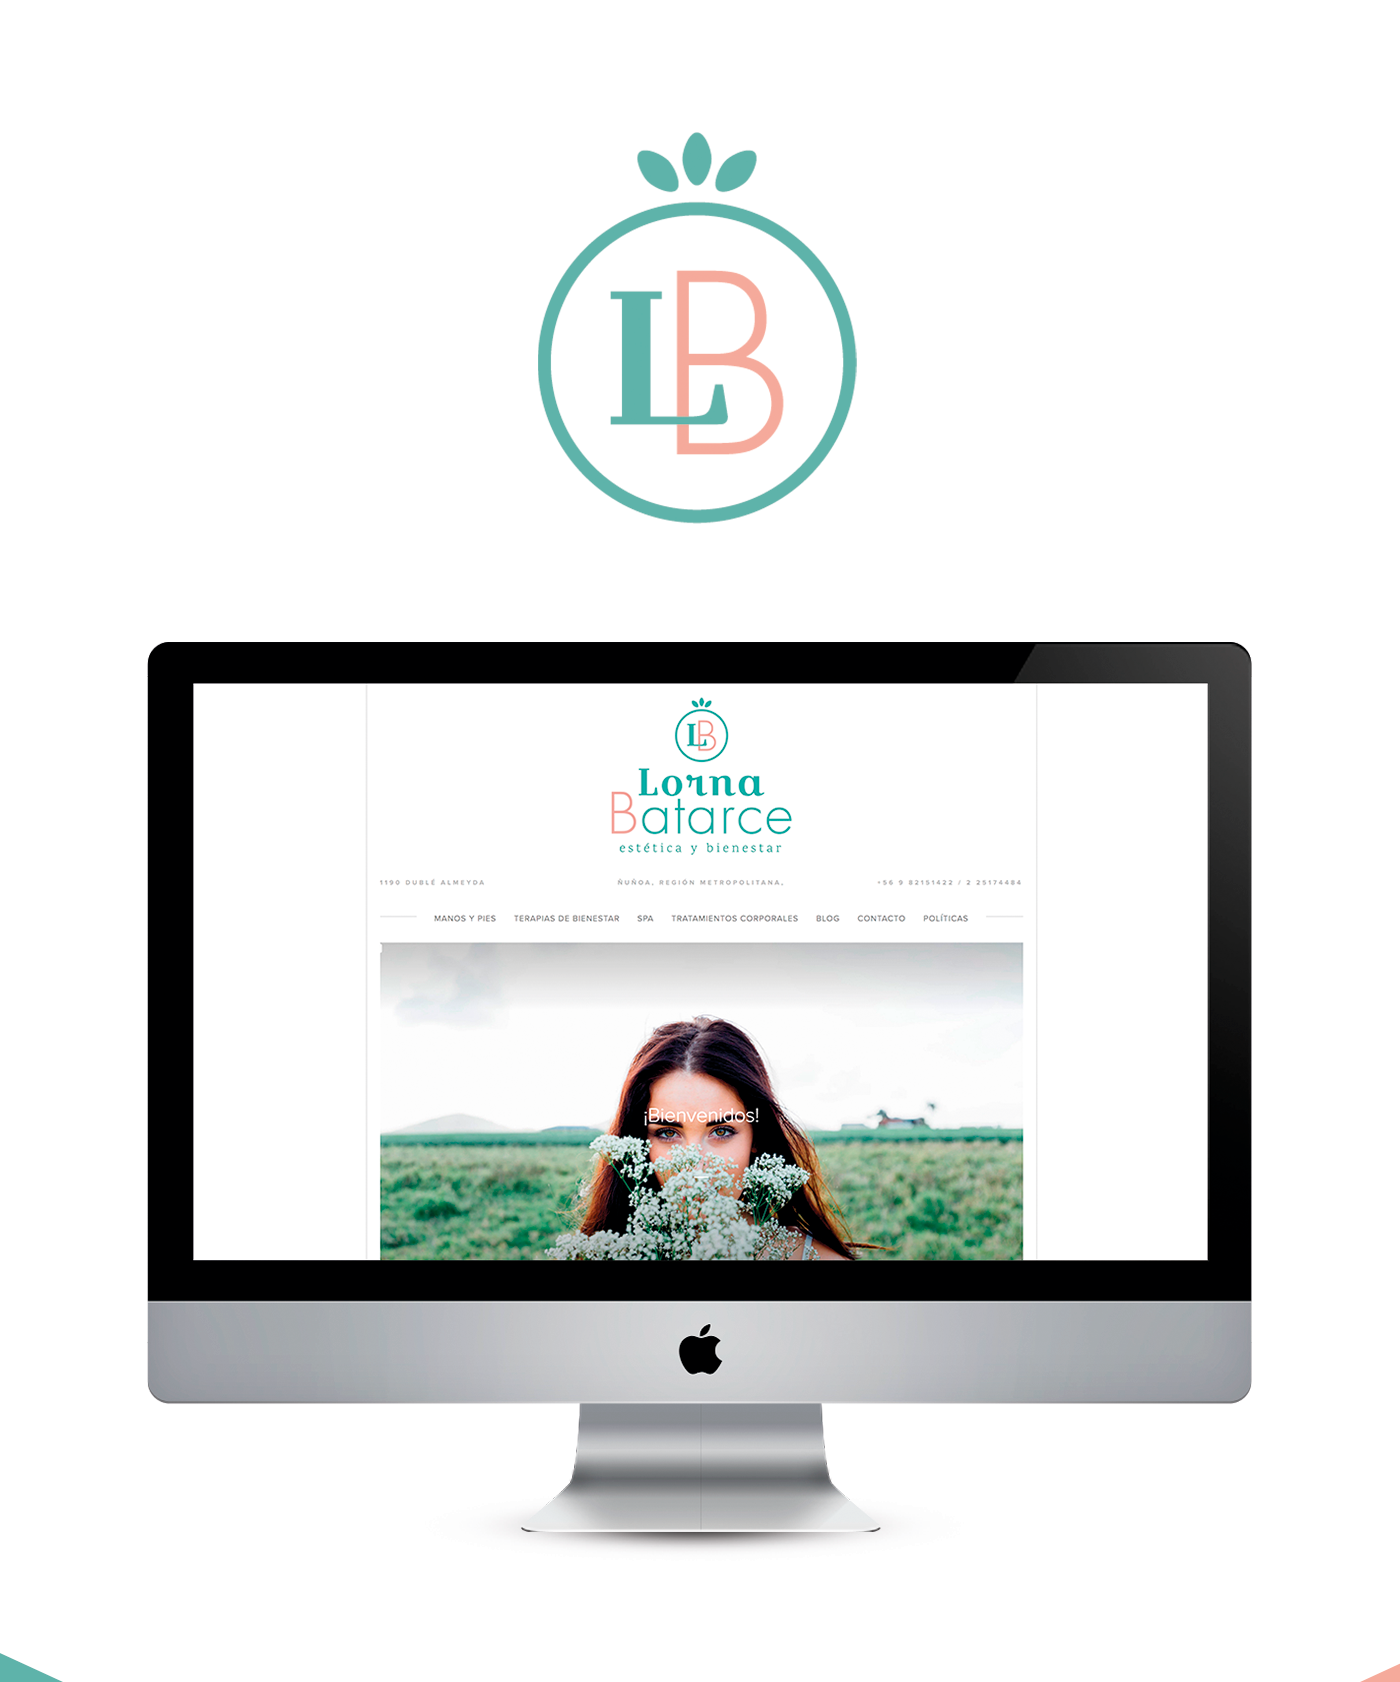 LB
LB
Lorna
Batarce
estética y bienestar
1190 DUBLÉ ALMEYDA
ÑUÑOA, REGIÓN METROPOLITANA,
+56 9 82151422 / 2 25174484
MANOS Y PIES TERAPIAS DE BIENESTAR SPA TRATAMIENTOS CORPORALES BLOG CONTACTO POLÍTICAS
¡Bienvenidos!